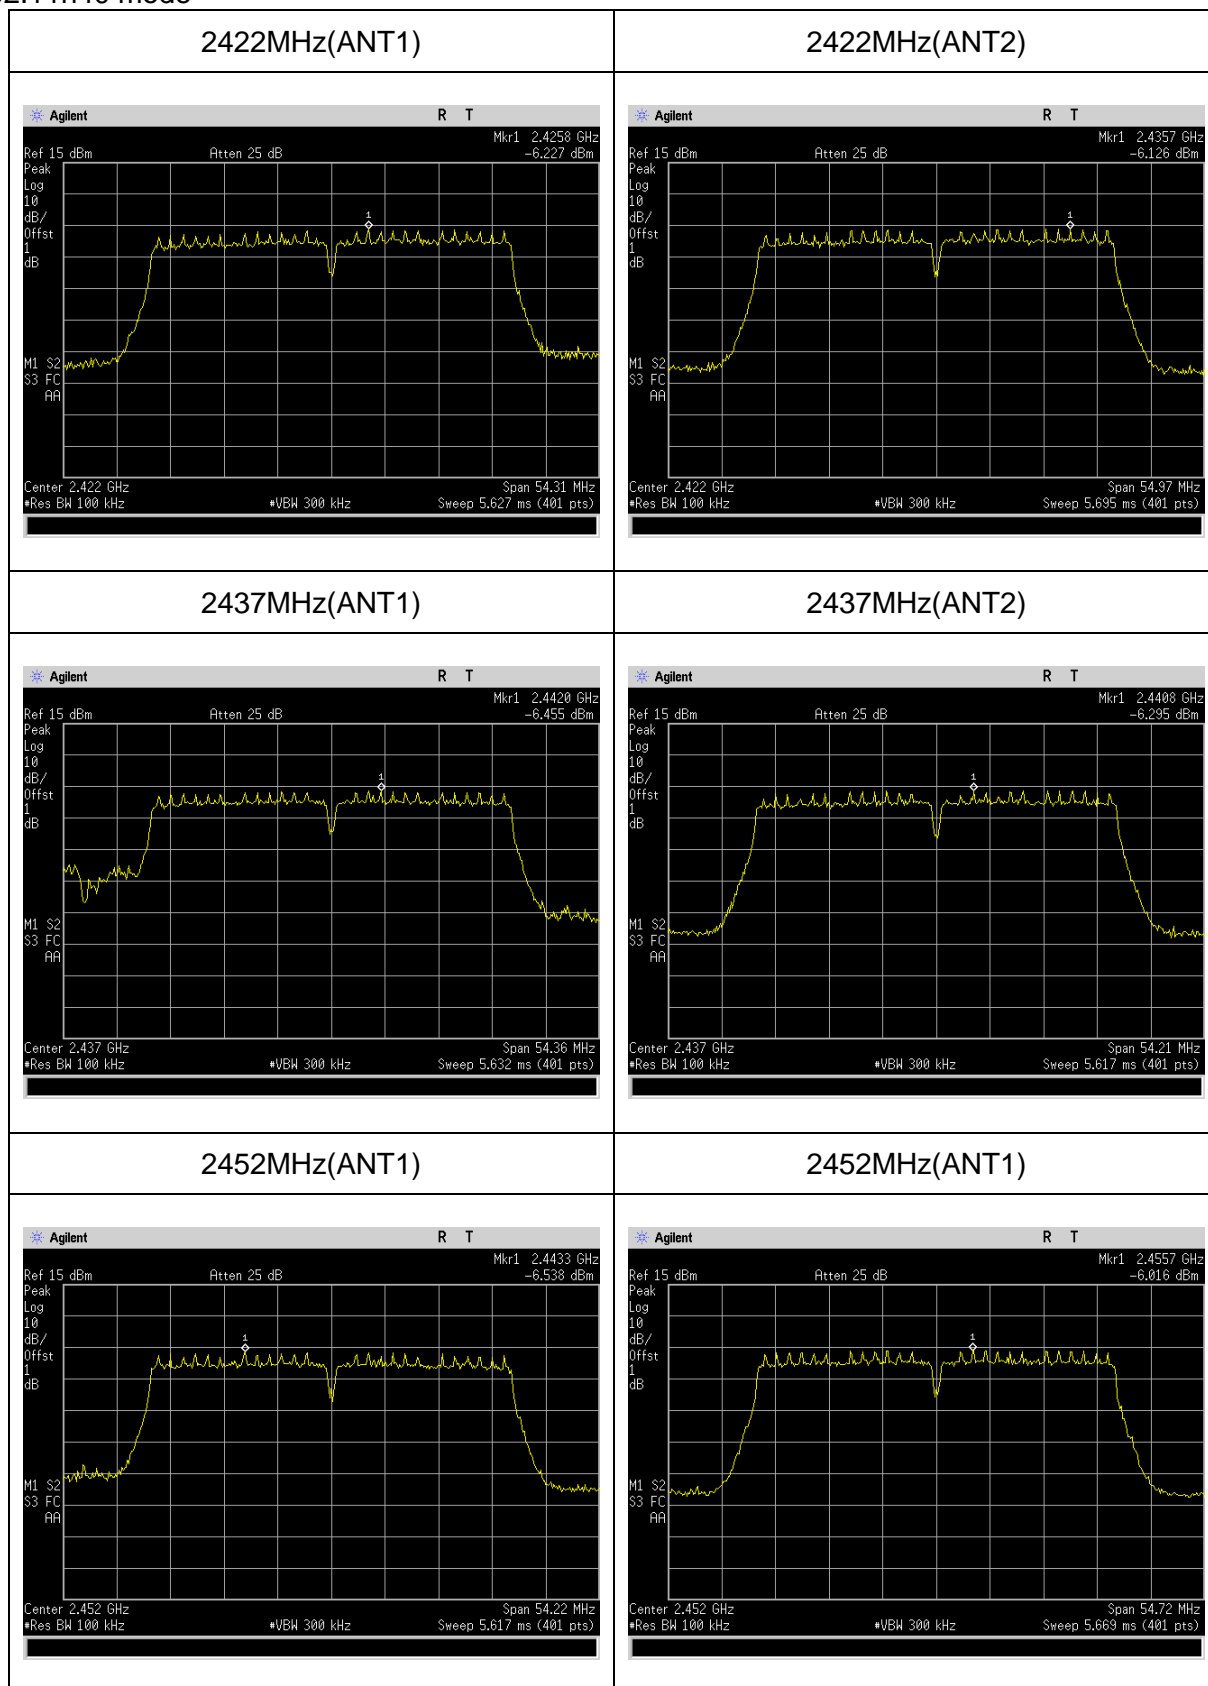 2422MHz(ANT1)
2422MHz(ANT2)
Agilent R T
Mkr1 2.4258 GHz
Ref 15 dBm Atten 25 dB -6.227 dBm
Peak
Log
10
dB/
Offst
1
dB
1
M1 S2
S3 FC
AA
Center 2.422 GHz Span 54.31 MHz
#Res BW 100 kHz #VBW 300 kHz Sweep 5.627 ms (401 pts)
Agilent R T
Mkr1 2.4357 GHz
Ref 15 dBm Atten 25 dB -6.126 dBm
Peak
Log
10
dB/
Offst
1
dB
1
M1 S2
S3 FC
AA
Center 2.422 GHz Span 54.97 MHz
#Res BW 100 kHz #VBW 300 kHz Sweep 5.695 ms (401 pts)
2437MHz(ANT1)
2437MHz(ANT2)
Agilent R T
Mkr1 2.4420 GHz
Ref 15 dBm Atten 25 dB -6.455 dBm
Peak
Log
10
dB/
Offst
1
dB
1
M1 S2
S3 FC
AA
Center 2.437 GHz Span 54.36 MHz
#Res BW 100 kHz #VBW 300 kHz Sweep 5.632 ms (401 pts)
Agilent R T
Mkr1 2.4408 GHz
Ref 15 dBm Atten 25 dB -6.295 dBm
Peak
Log
10
dB/
Offst
1
dB
1
M1 S2
S3 FC
AA
Center 2.437 GHz Span 54.21 MHz
#Res BW 100 kHz #VBW 300 kHz Sweep 5.617 ms (401 pts)
2452MHz(ANT1)
2452MHz(ANT1)
Agilent R T
Mkr1 2.4433 GHz
Ref 15 dBm Atten 25 dB -6.538 dBm
Peak
Log
10
dB/
Offst
1
dB
1
M1 S2
S3 FC
AA
Center 2.452 GHz Span 54.22 MHz
#Res BW 100 kHz #VBW 300 kHz Sweep 5.617 ms (401 pts)
Agilent R T
Mkr1 2.4557 GHz
Ref 15 dBm Atten 25 dB -6.016 dBm
Peak
Log
10
dB/
Offst
1
dB
1
M1 S2
S3 FC
AA
Center 2.452 GHz Span 54.72 MHz
#Res BW 100 kHz #VBW 300 kHz Sweep 5.669 ms (401 pts)